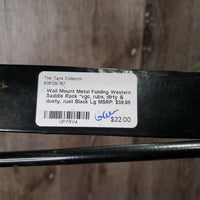 The Tack Collector
Wall Mount Metal Folding Western
Saddle Rack *vgc, rubs, dirty &
dusty, rust Black Lg MSRP: $39.95
UPYRV4
$22.00